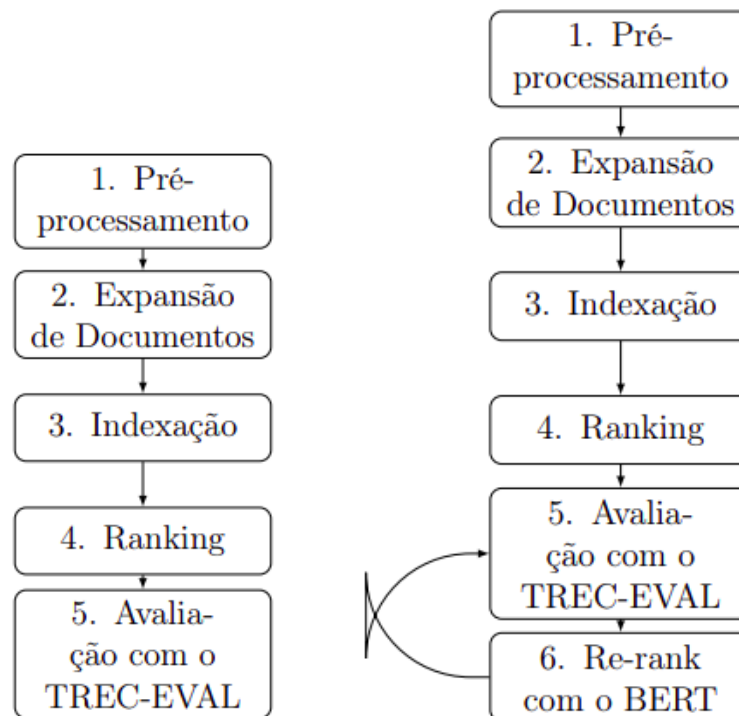 1. Pré-
processamento
2. Expansão
de Documentos
3. Indexação
4. Ranking
5. Avalia-
ção com o
TREC-EVAL
1. Pré-
processamento
2. Expansão
de Documentos
3. Indexação
4. Ranking
5. Avalia-
ção com o
TREC-EVAL
6. Re-rank
com o BERT